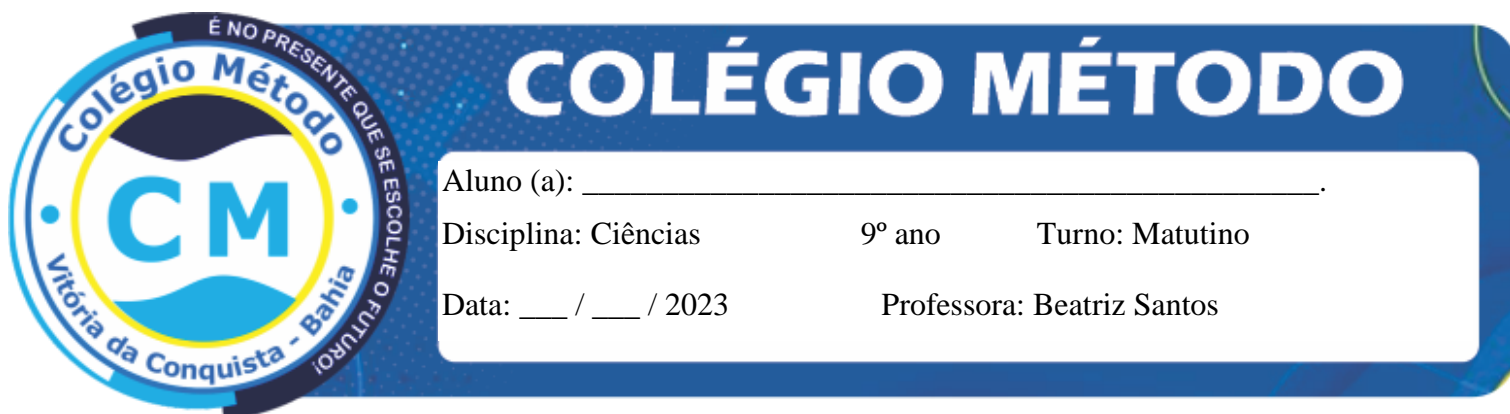 É NO PRESENTE QUE SE ESCOLHE O FUTURO!
Colégio Método
CM
Vitória da Conquista - Bahia
COLÉGIO MÉTODO
Aluno (a): ______________________________________________.
Disciplina: Ciências 9º ano Turno: Matutino
Data: ___ / ___ / 2023 Professora: Beatriz Santos